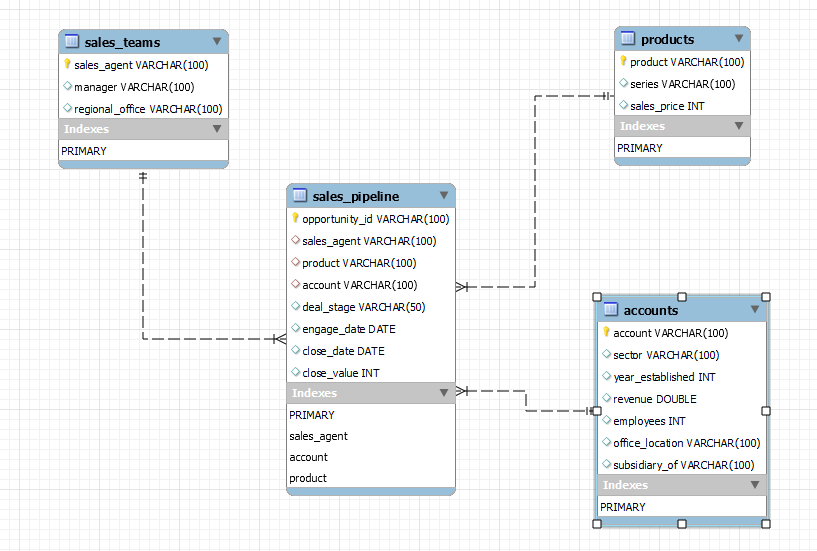 sales_teams
sales_agent VARCHAR(100)
manager VARCHAR(100)
regional_office VARCHAR(100)
Indexes
PRIMARY
products
product VARCHAR(100)
series VARCHAR(100)
sales_price INT
Indexes
PRIMARY
sales_pipeline
opportunity_id VARCHAR(100)
sales_agent VARCHAR(100)
product VARCHAR(100)
account VARCHAR(100)
deal_stage VARCHAR(50)
engage_date DATE
close_date DATE
close_value INT
Indexes
PRIMARY
sales_agent
account
product
accounts
account VARCHAR(100)
sector VARCHAR(100)
year_established INT
revenue DOUBLE
employees INT
office_location VARCHAR(100)
subsidiary_of VARCHAR(100)
Indexes
PRIMARY